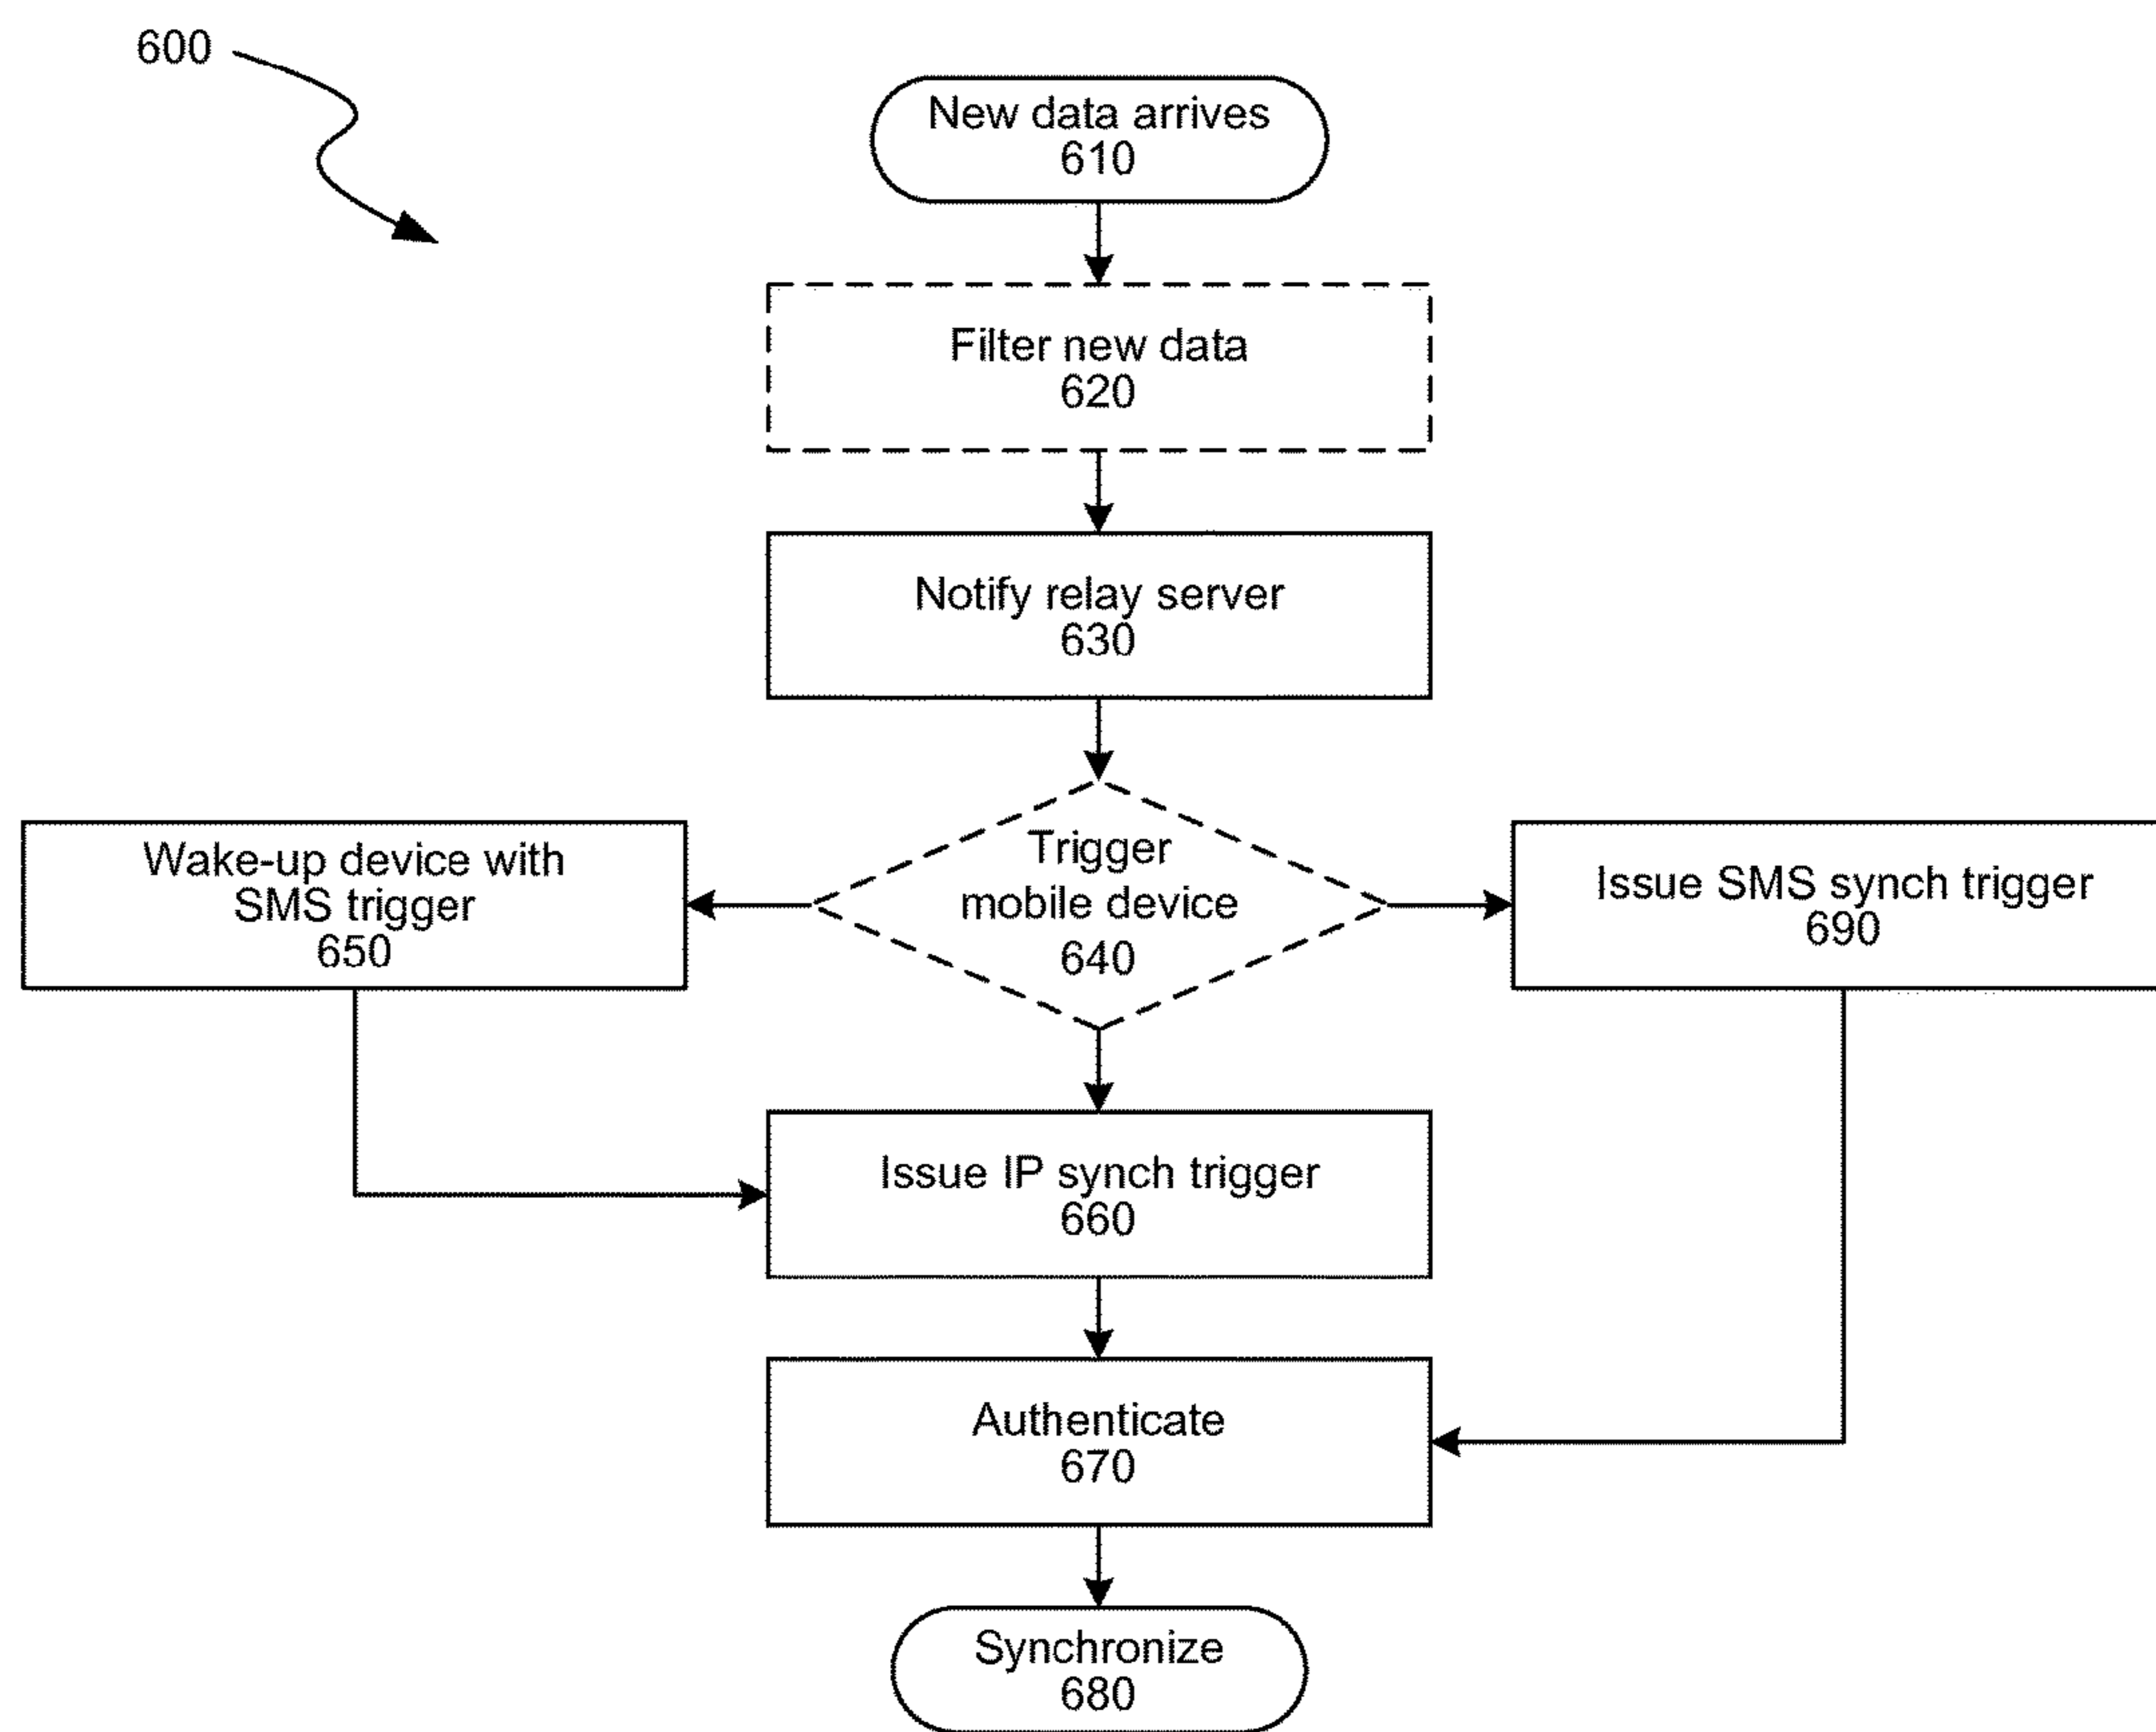 600
New data arrives
610
Filter new data
620
Notify relay server
630
Wake-up device with
SMS trigger
650
Trigger
mobile device
640
Issue SMS synch trigger
690
Issue IP synch trigger
660
Authenticate
670
Synchronize
680